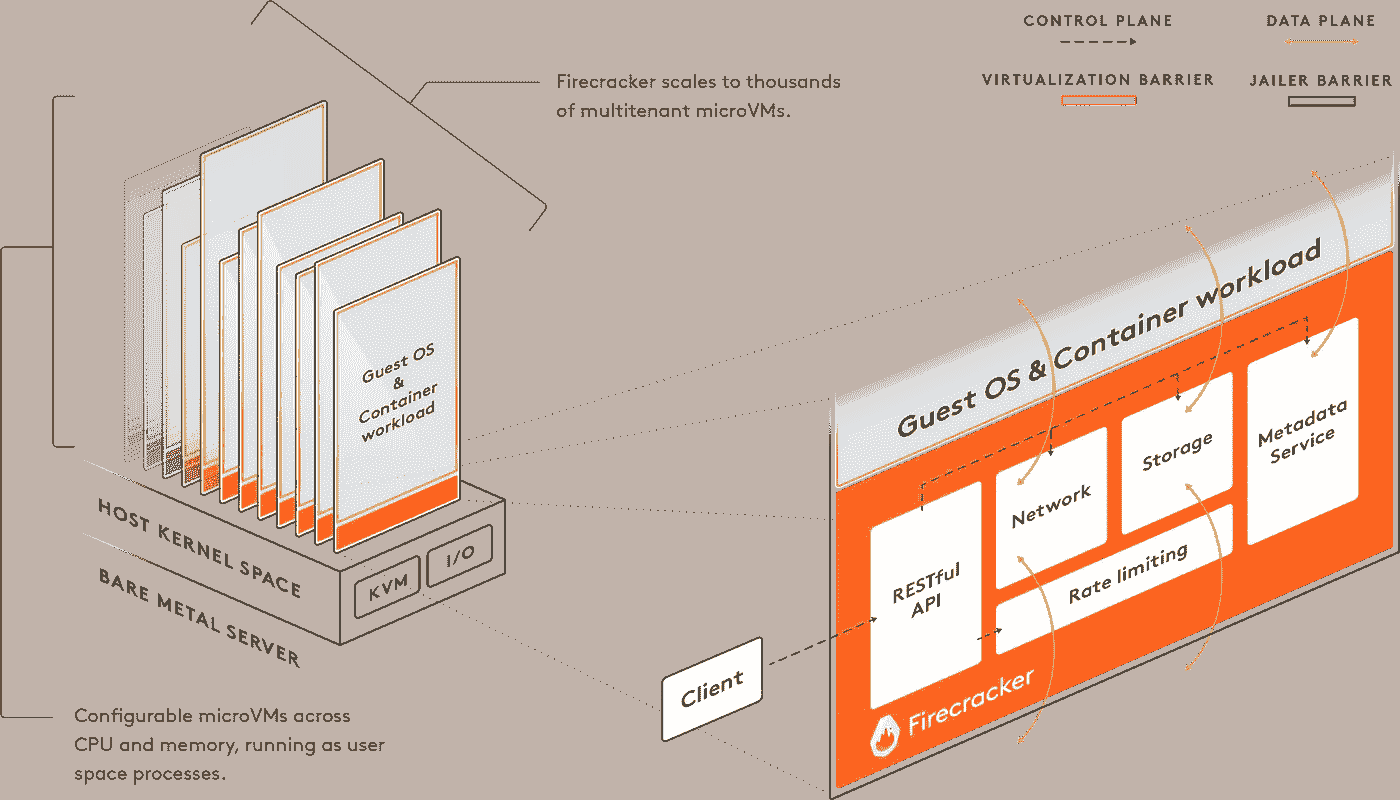 CONTROL PLANE
DATA PLANE
VIRTUALIZATION BARRIER
JAILER BARRIER
Firecracker scales to thousands
of multitenant microVMs.
Guest OS
&
Container
workload
HOST KERNEL SPACE
BARE METAL SERVER
KVM
I/O
Configurable microVMs across
CPU and memory, running as user
space processes.
Client
Guest OS & Container workload
RESTful
API
Network
Storage
Metadata
Service
Rate limiting
Firecracker